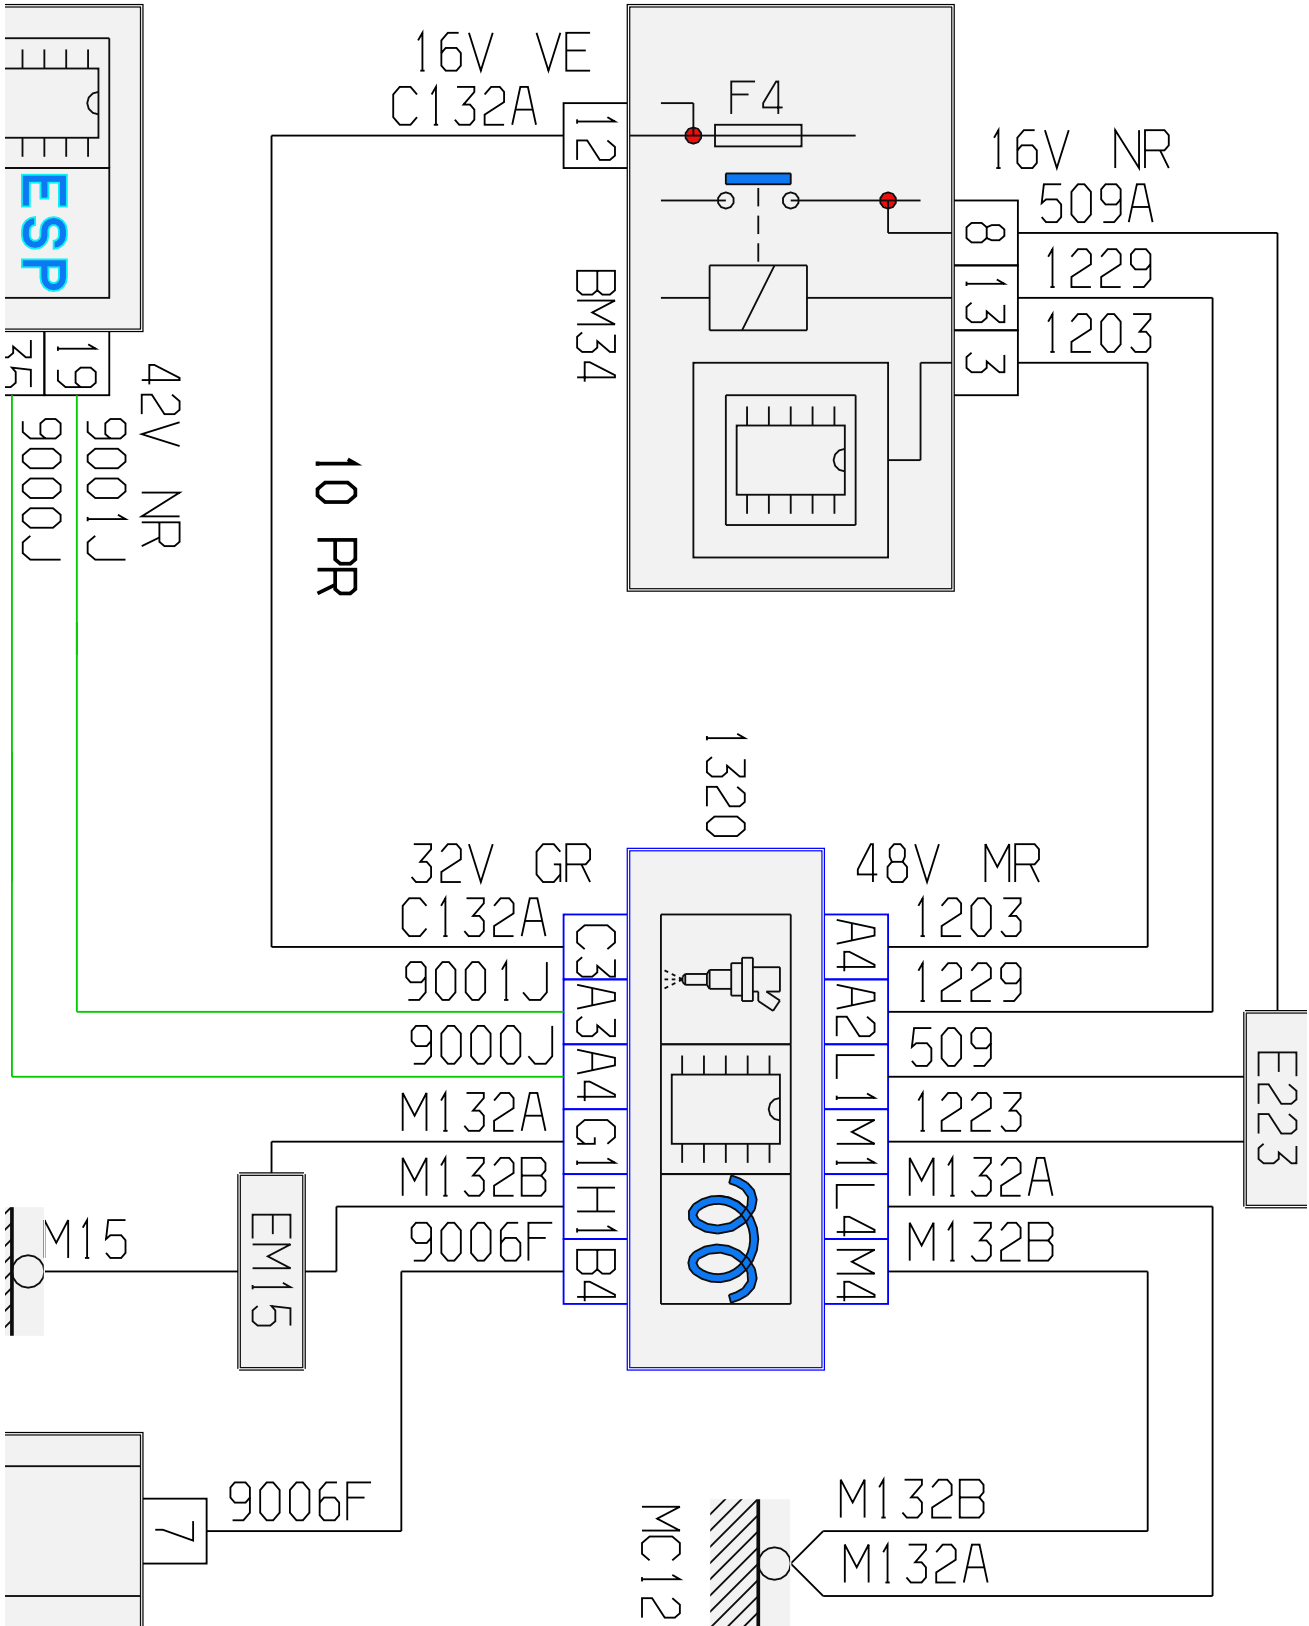 16V VE
C132A
12
F4
16V NR
509A
8
1229
13
1203
3
BM34
ESP
35
19
42V NR
9001J
9000J
10 PR
1320
32V GR
48V MR
C132A
C3
A4
1203
9001J
A3
A2
1229
9000J
A4
L1
509
M132A
G1
M1
1223
M132B
H1
L4
M132A
9006F
B4
M4
M132B
E223
M15
EM15
9006F
7
MC12
M132B
M132A